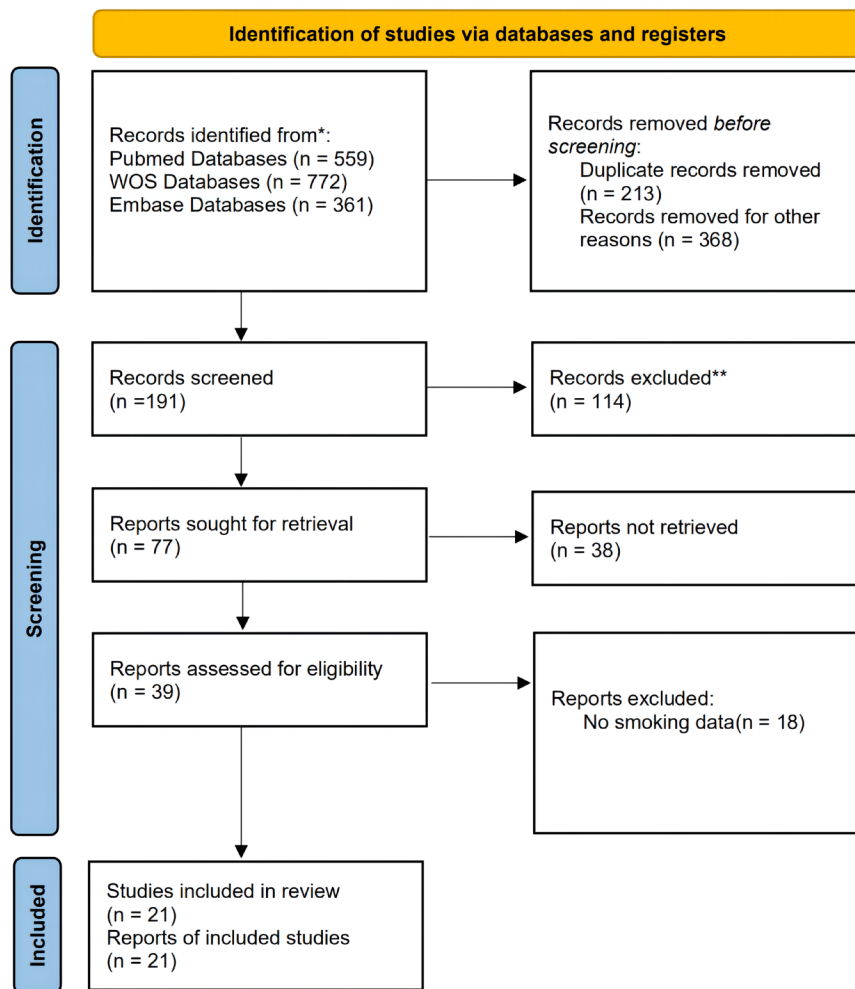 Identification of studies via databases and registers
Identification
Records identified from*:
Pubmed Databases (n = 559)
WOS Databases (n = 772)
Embase Databases (n = 361)
Records removed before
screening:
Duplicate records removed
(n = 213)
Records removed for other
reasons (n = 368)
Screening
Records screened
(n =191)
Records excluded**
(n = 114)
Reports sought for retrieval
(n = 77)
Reports not retrieved
(n = 38)
Reports assessed for eligibility
(n = 39)
Reports excluded:
No smoking data(n = 18)
Included
Studies included in review
(n = 21)
Reports of included studies
(n = 21)